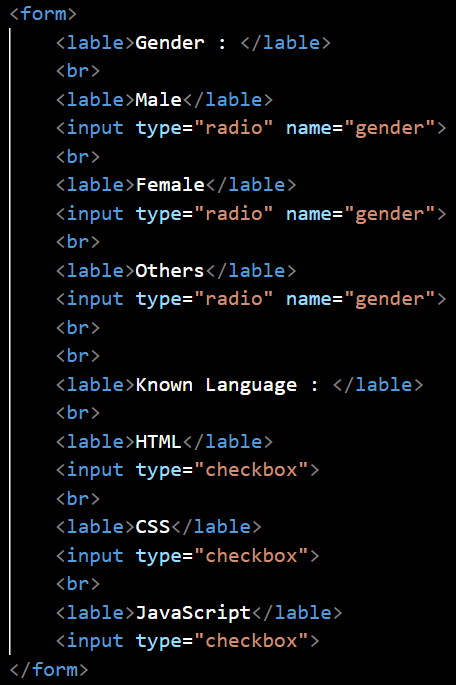 <form>
    <lable>Gender : </lable>
    <br>
    <lable>Male</lable>
    <input type="radio" name="gender">
    <br>
    <lable>Female</lable>
    <input type="radio" name="gender">
    <br>
    <lable>Others</lable>
    <input type="radio" name="gender">
    <br>
    <br>
    <lable>Known Language : </lable>
    <br>
    <lable>HTML</lable>
    <input type="checkbox">
    <br>
    <lable>CSS</lable>
    <input type="checkbox">
    <br>
    <lable>JavaScript</lable>
    <input type="checkbox">
</form>